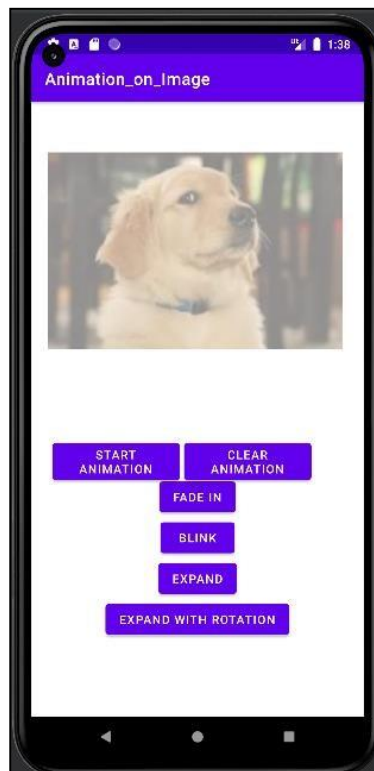 1:38
Animation_on_Image
START
ANIMATION
CLEAR
ANIMATION
FADE IN
BLINK
EXPAND
EXPAND WITH ROTATION